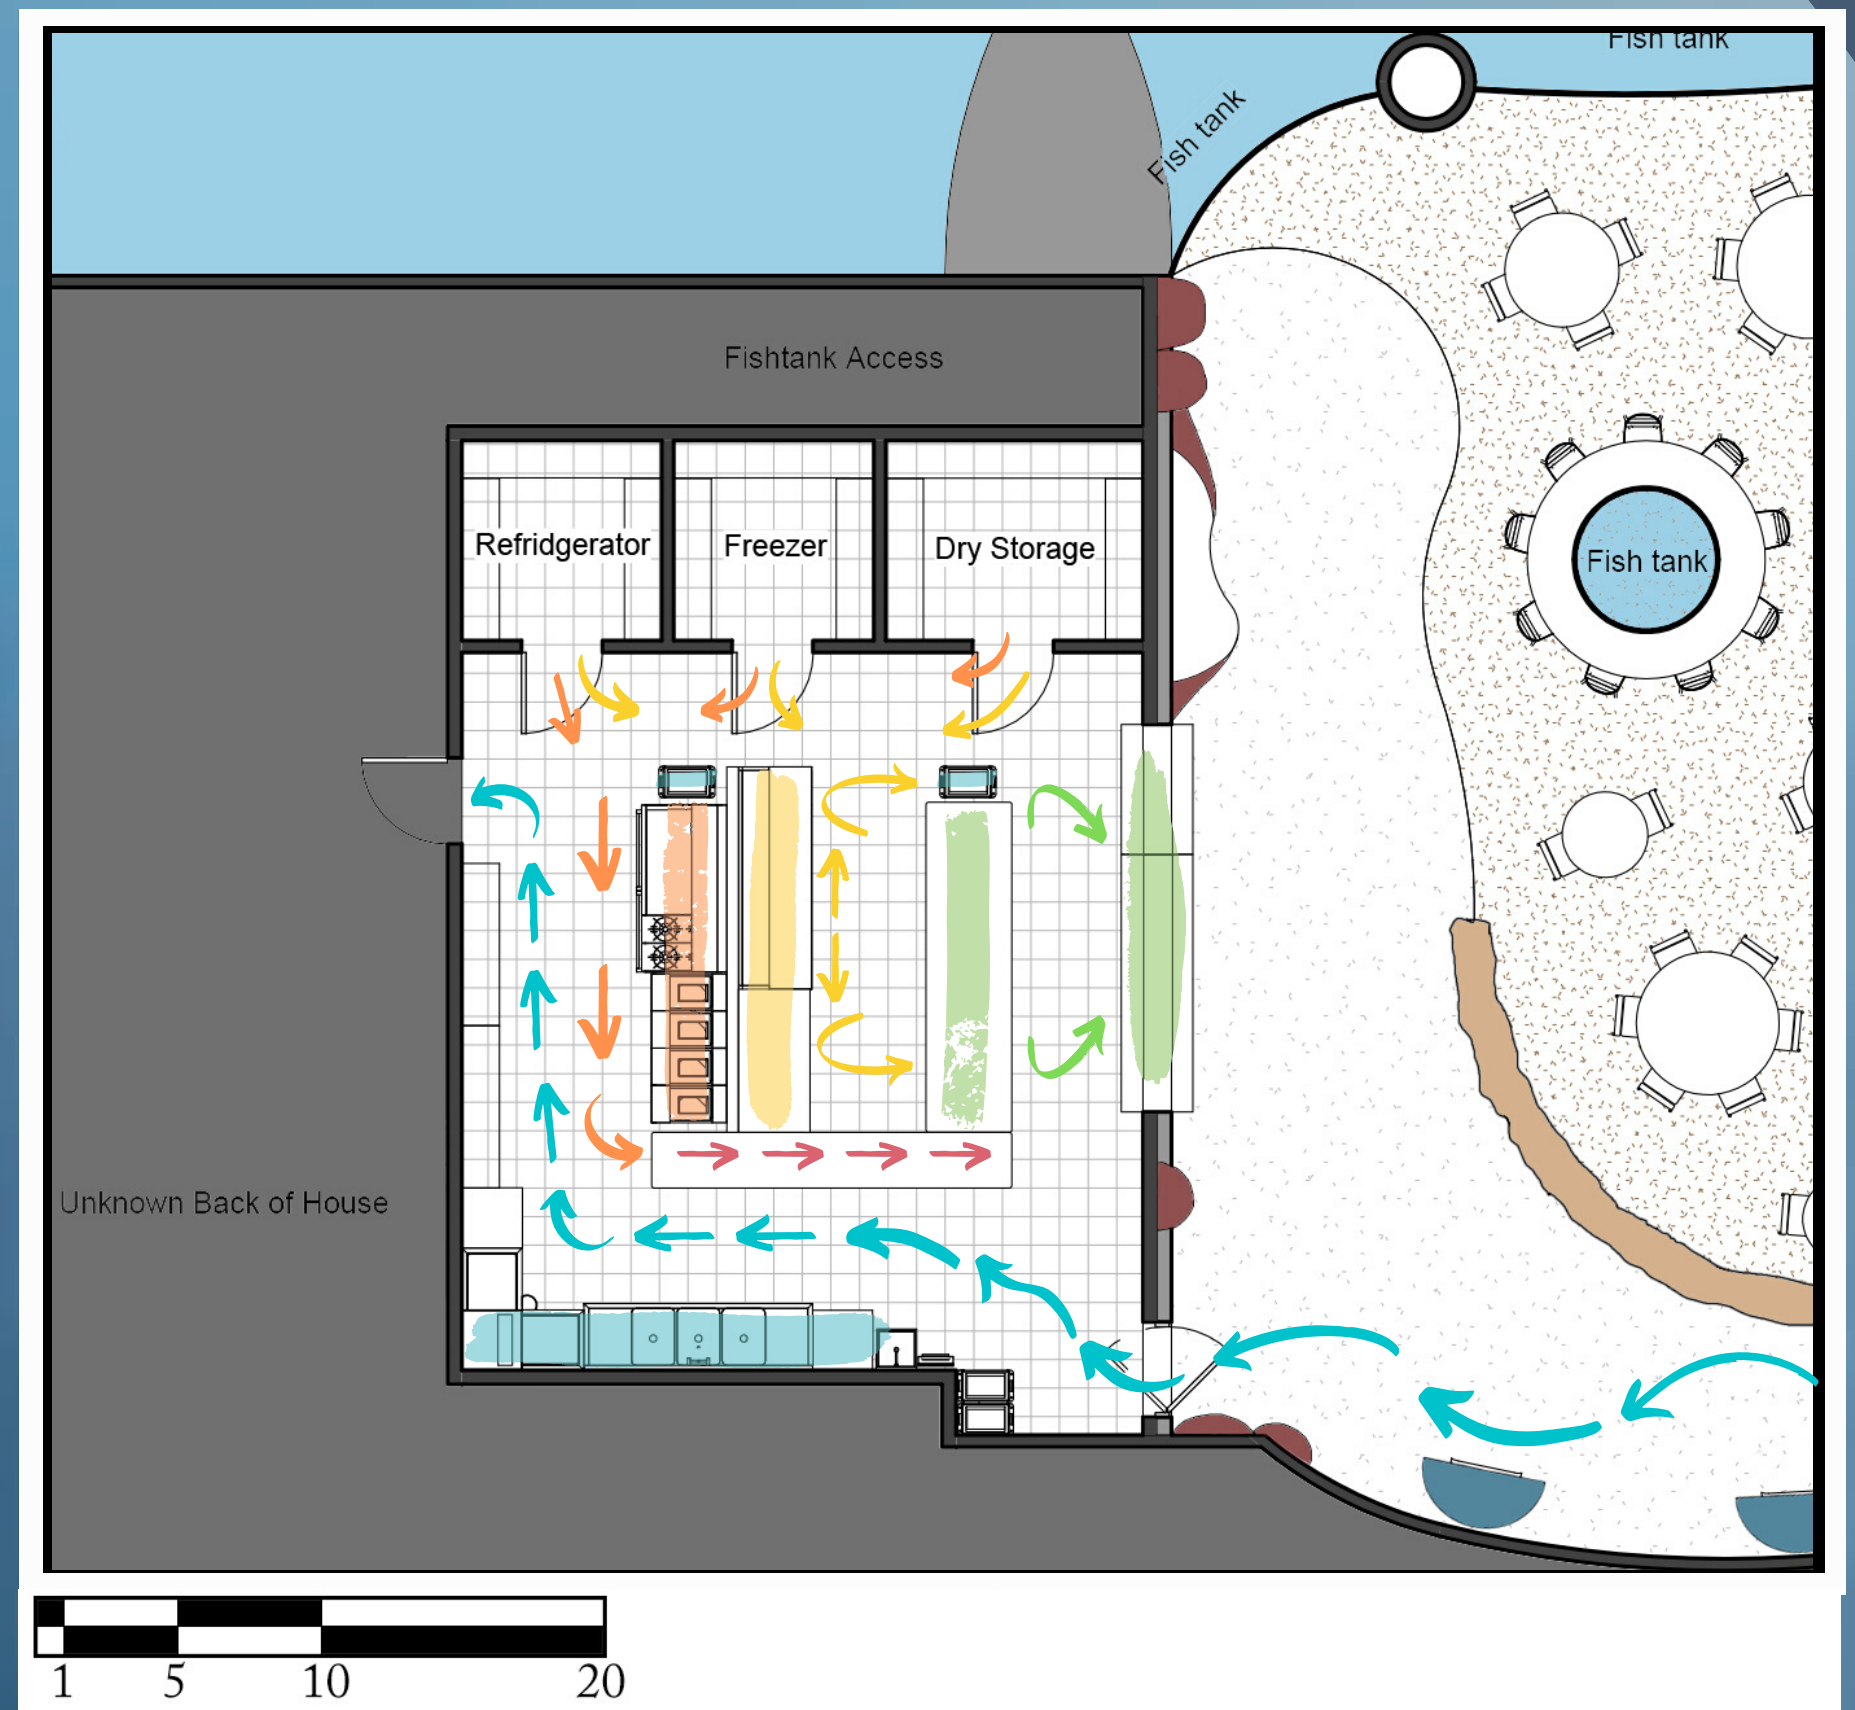 Fish tank
Fish tank
Fishtank Access
Refridgerator
Freezer
Dry Storage
Fish tank
Unknown Back of House
1 5 10 20